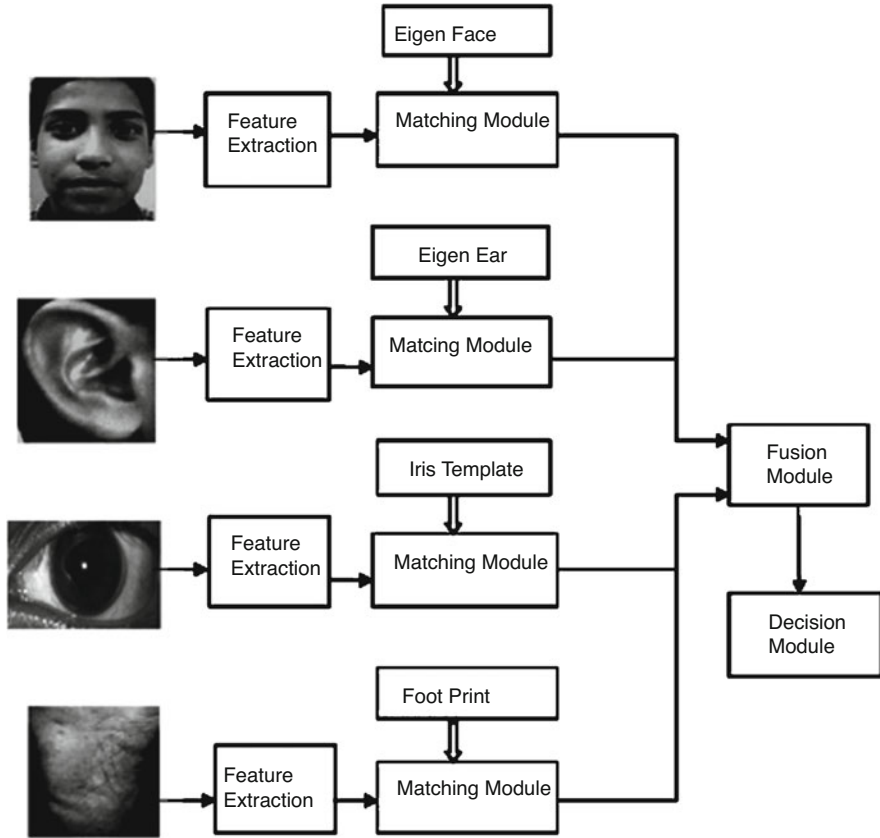 Eigen Face
Feature
Extraction
Matching Module
Eigen Ear
Feature
Extraction
Matcing Module
Iris Template
Feature
Extraction
Matching Module
Fusion
Module
Decision
Module
Foot Print
Feature
Extraction
Matching Module